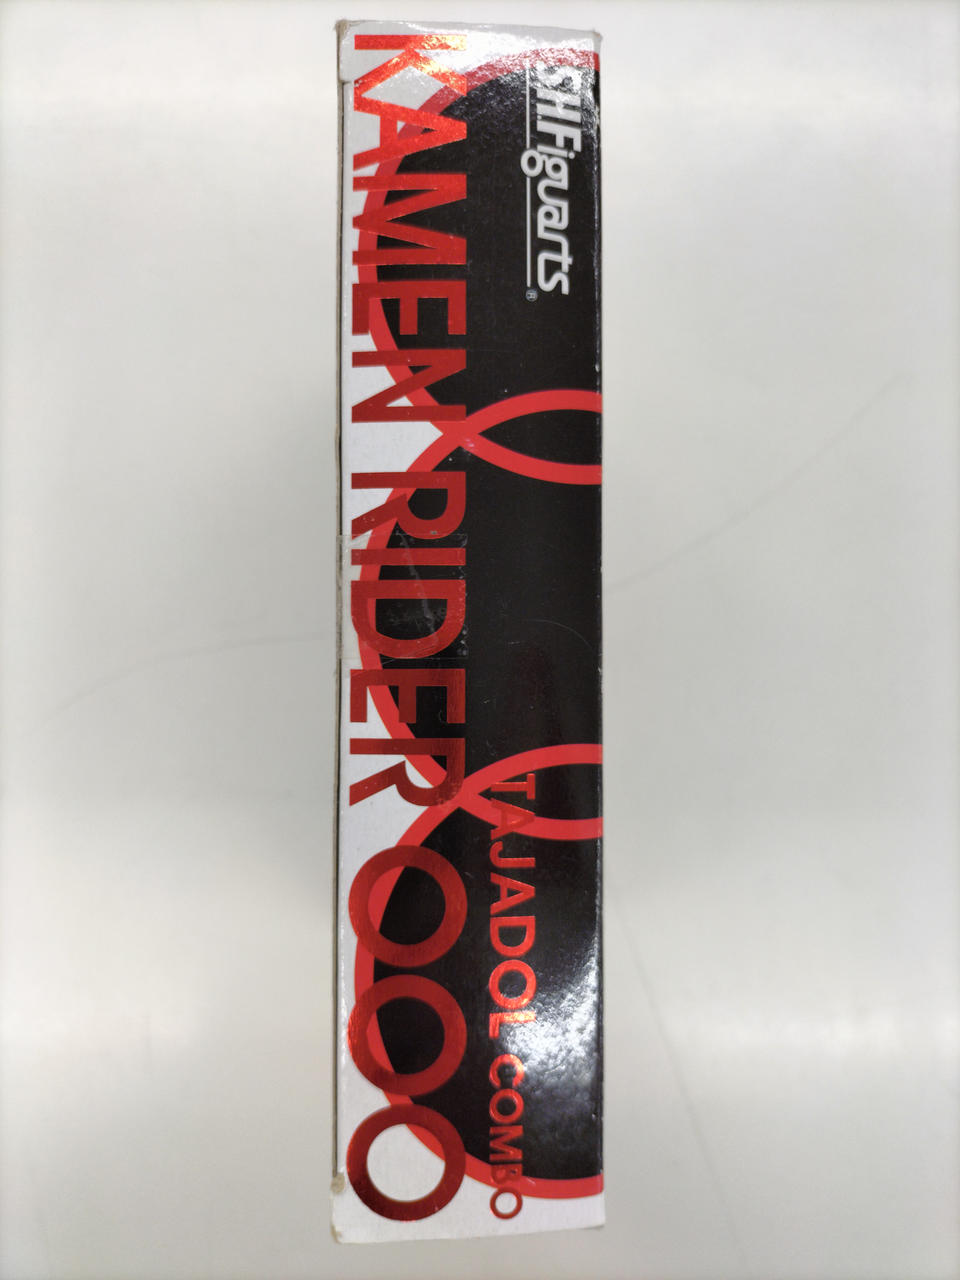 S.H.Figuarts®
TAJADOL COMBO
KAMEN RIDER OOO